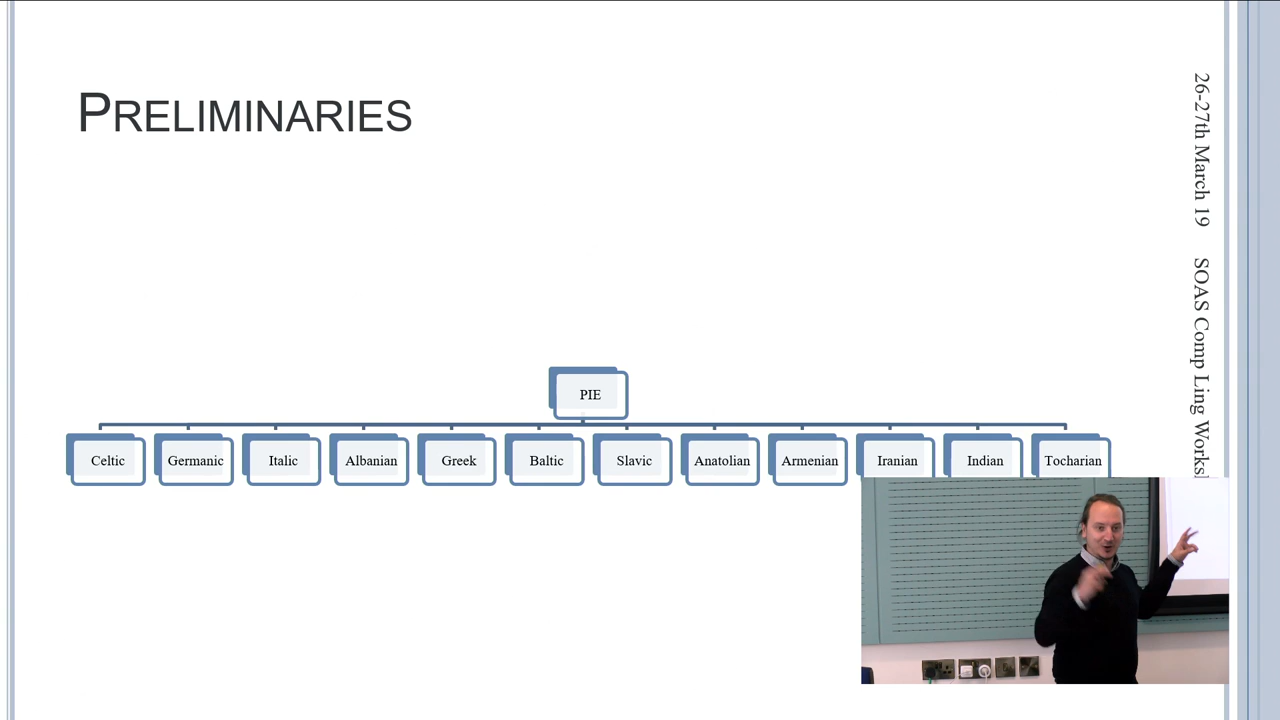 PRELIMINARIES
26-27th March 19
SOAS Comp Ling
PIE
Celtic
Germanic
Italic
Albanian
Greek
Baltic
Slavic
Anatolian
Armenian
Iranian
Indian
Tocharian